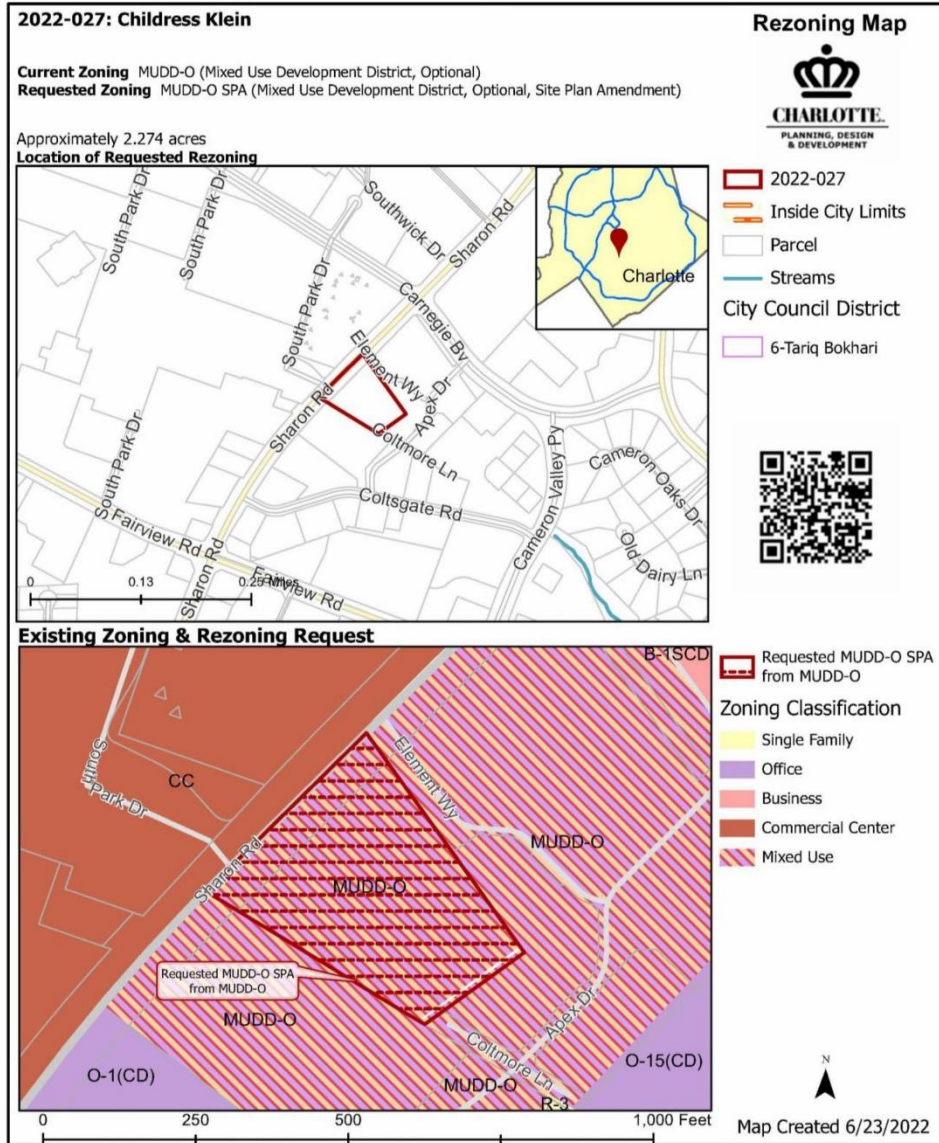 2022-027: Childress Klein
Current Zoning MUDD-O (Mixed Use Development District, Optional)
Requested Zoning MUDD-O SPA (Mixed Use Development District, Optional, Site Plan Amendment)
Approximately 2.274 acres
Location of Requested Rezoning
Rezoning Map
CHARLOTTE.
PLANNING, DESIGN
& DEVELOPMENT
2022-027
Inside City Limits
Parcel
Streams
City Council District
6-Tariq Bokhari
South Park Dr
South Park Dr
Southwick Dr
Sharon Rd
Charlotte
South Park Dr
Carnegie Bv
Element Wy
Apex Dr
Sharon Rd
Coltmore Ln
South Park Dr
Coltsgate Rd
Cameron Valley Py
Cameron Oaks Dr
Old Dairy Ln
Fairview Rd
Sharon Rd
Fairview Rd
0 0.13 0.25 Miles
Existing Zoning & Rezoning Request
B-1SCD
CC
South
Park Dr
Sharon Rd
Element Wy
MUDD-O
MUDD-O
Requested MUDD-O SPA
from MUDD-O
MUDD-O
Apex Dr
Coltmore Ln
O-1(CD)
MUDD-O
O-15(CD)
R-3
0 250 500 1,000 Feet
Requested MUDD-O SPA
from MUDD-O
Zoning Classification
Single Family
Office
Business
Commercial Center
Mixed Use
N
Map Created 6/23/2022